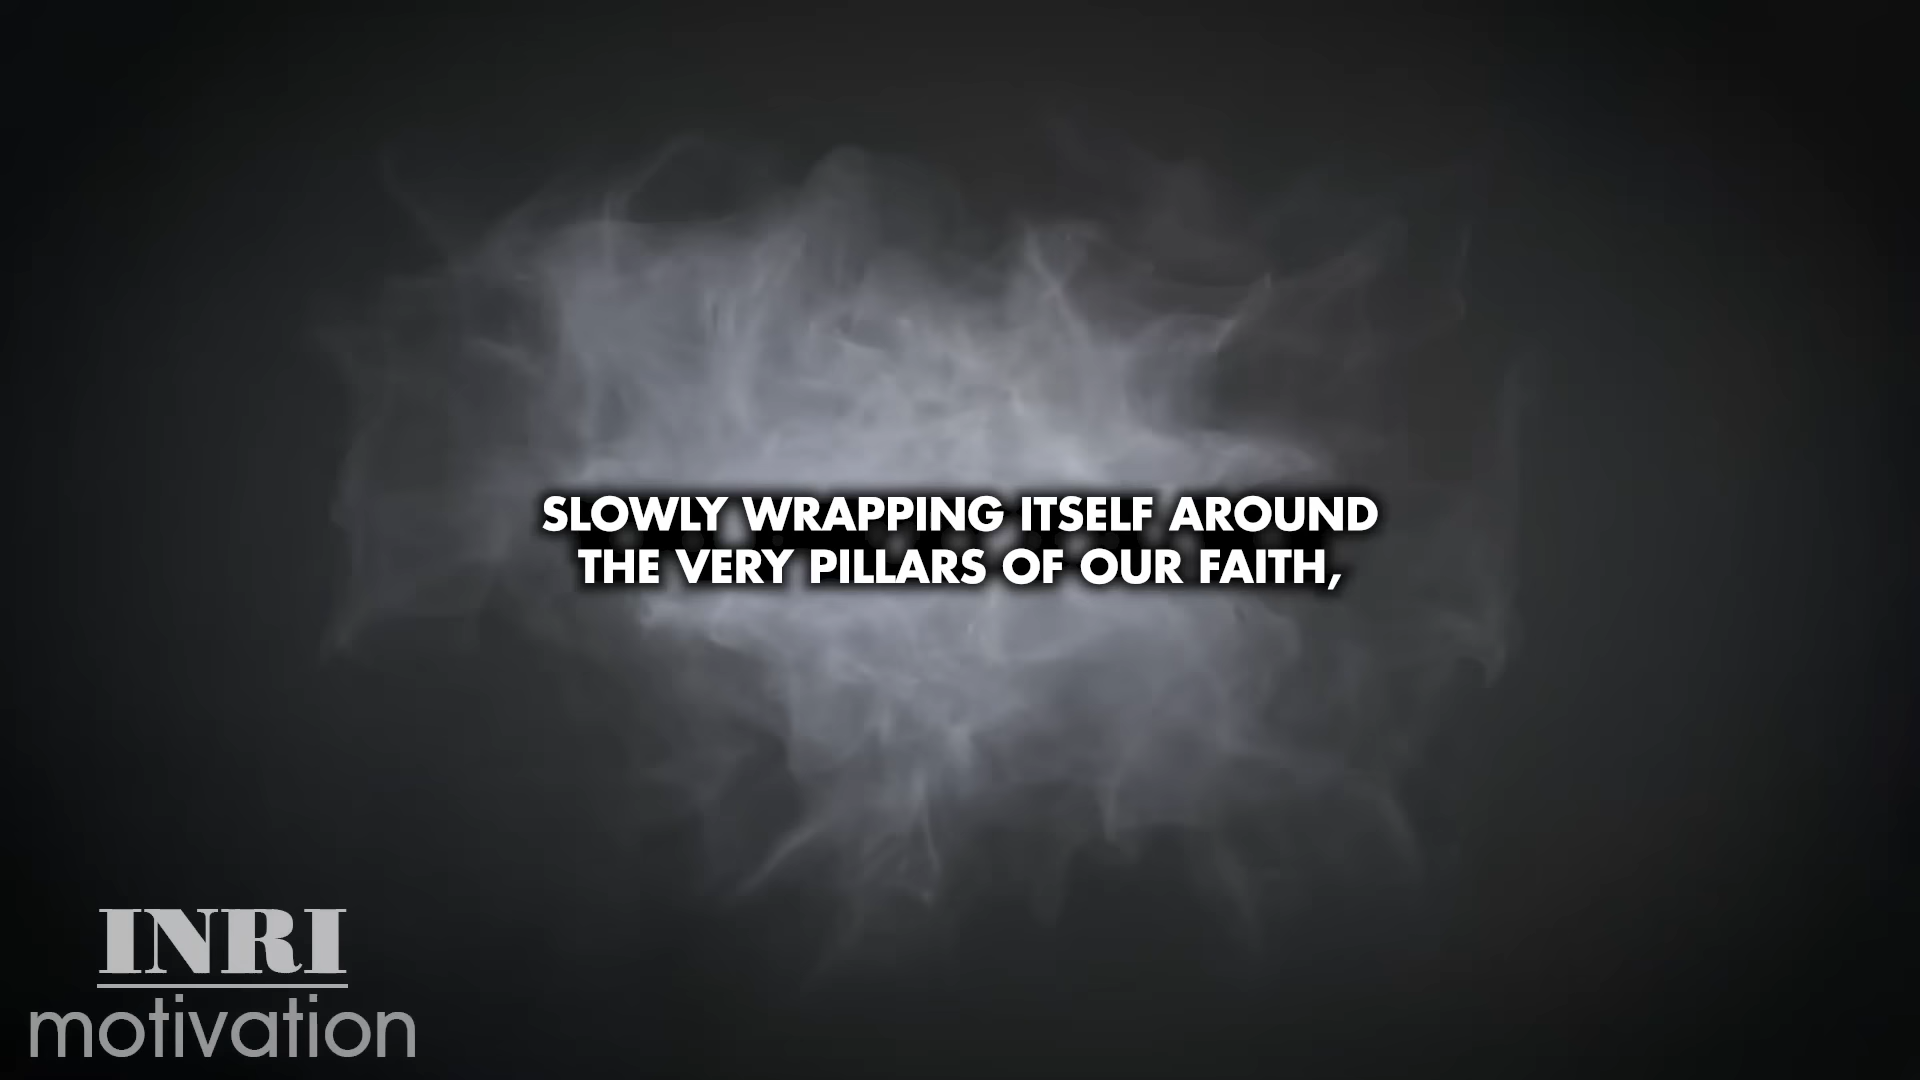 SLOWLY WRAPPING ITSELF AROUND
THE VERY PILLARS OF OUR FAITH,
INRI
motivation